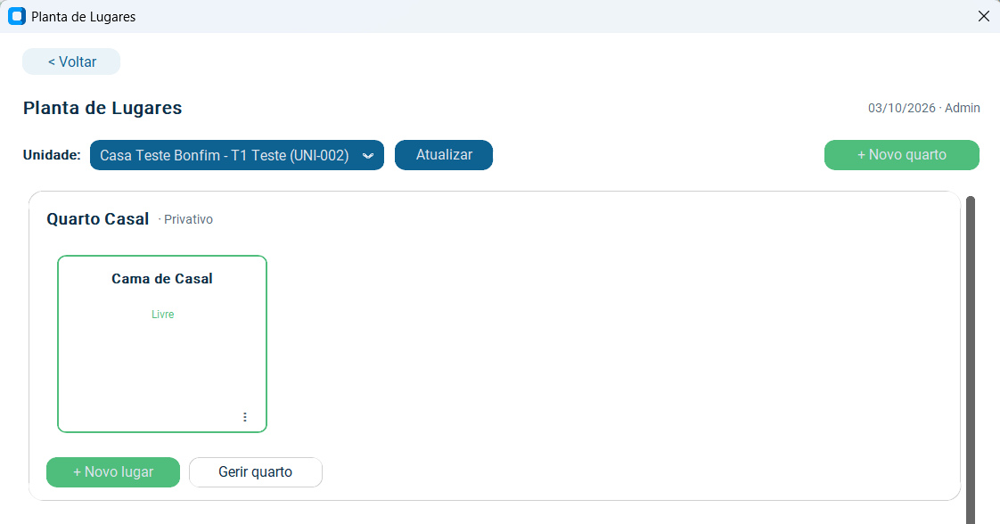 Planta de Lugares
< Voltar
Planta de Lugares
03/10/2026 · Admin
Unidade: Casa Teste Bonfim - T1 Teste (UNI-002) Atualizar + Novo quarto
Quarto Casal · Privativo
Cama de Casal
Livre
+ Novo lugar Gerir quarto